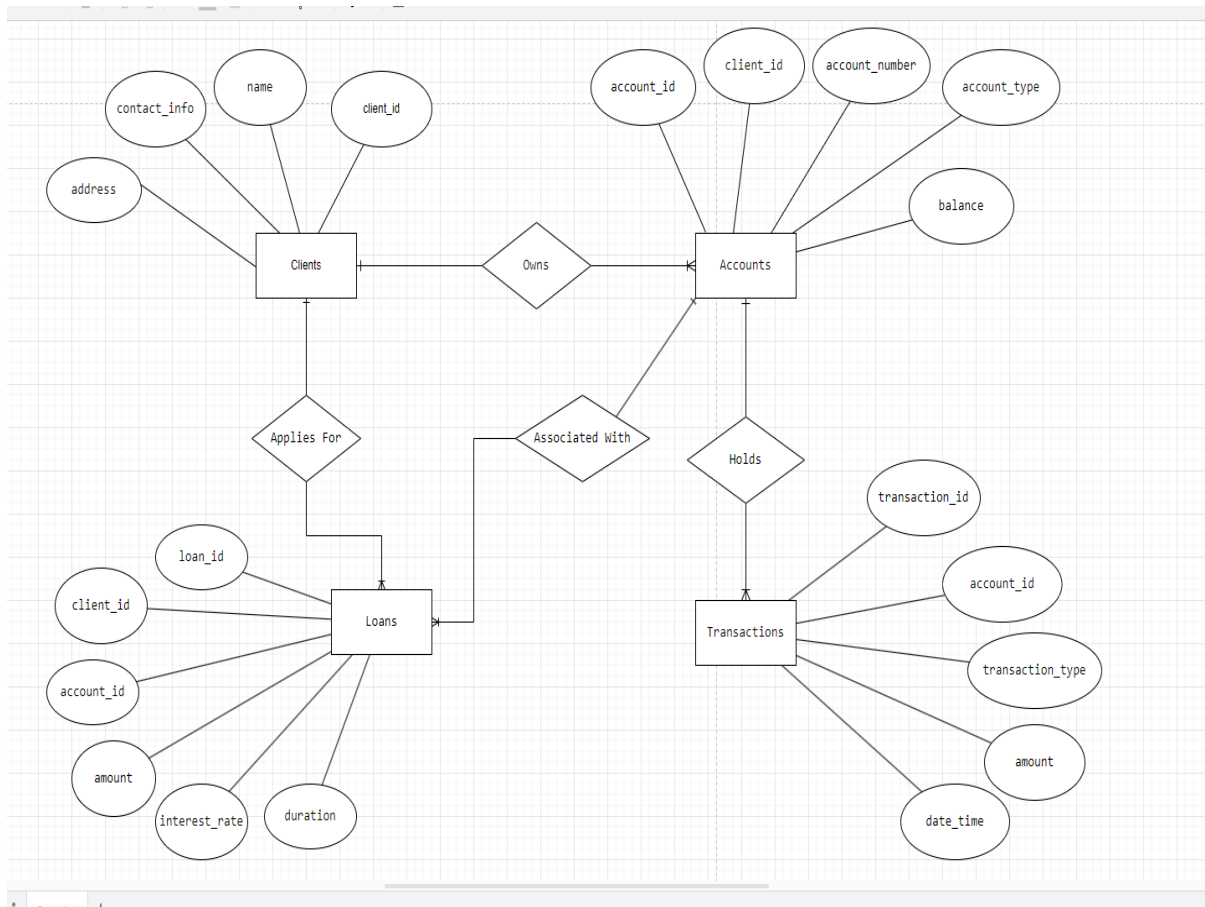 name
contact_info
client_id
address
Clients
account_id
client_id
account_number
account_type
balance
Owns
Accounts
Applies For
Associated With
Holds
loan_id
client_id
account_id
amount
interest_rate
duration
Loans
transaction_id
account_id
transaction_type
amount
date_time
Transactions